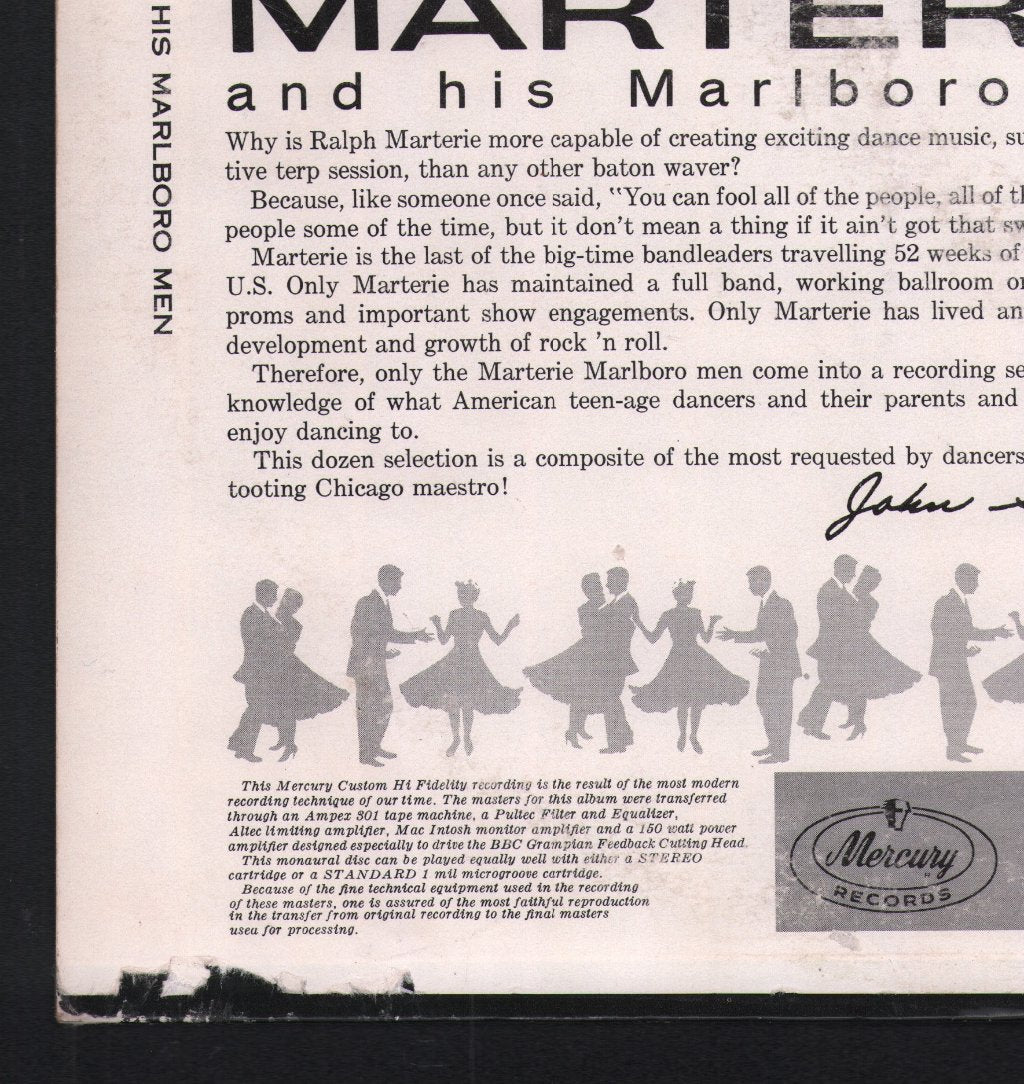 HIS MARLBORO MEN
MARTER
and his Marlboro
Why is Ralph Marterie more capable of creating exciting dance music, su
tive terp session, than any other baton waver?
Because, like someone once said, "You can fool all of the people, all of th
people some of the time, but it don't mean a thing if it ain't got that sw
Marterie is the last of the big-time bandleaders travelling 52 weeks of
U.S. Only Marterie has maintained a full band, working ballroom on
proms and important show engagements. Only Marterie has lived an
development and growth of rock 'n roll.
Therefore, only the Marterie Marlboro men come into a recording se
knowledge of what American teen-age dancers and their parents and
enjoy dancing to.
This dozen selection is a composite of the most requested by dancers
tooting Chicago maestro!
John
This Mercury Custom Hi Fidelity recording is the result of the most modern
recording technique of our time. The masters for this album were transferred
through an Ampex 301 tape machine, a Pultec Filter and Equalizer,
Altec limiting amplifier, Mac Intosh monitor amplifier and a 150 watt power
amplifier designed especially to drive the BBC Grampian Feedback Cutting Head.
This monaural disc can be played equally well with either a STEREO
cartridge or a STANDARD 1 mil microgroove cartridge.
Because of the fine technical equipment used in the recording
of these masters, one is assured of the most faithful reproduction
in the transfer from original recording to the final masters
used for processing.
Mercury
RECORDS